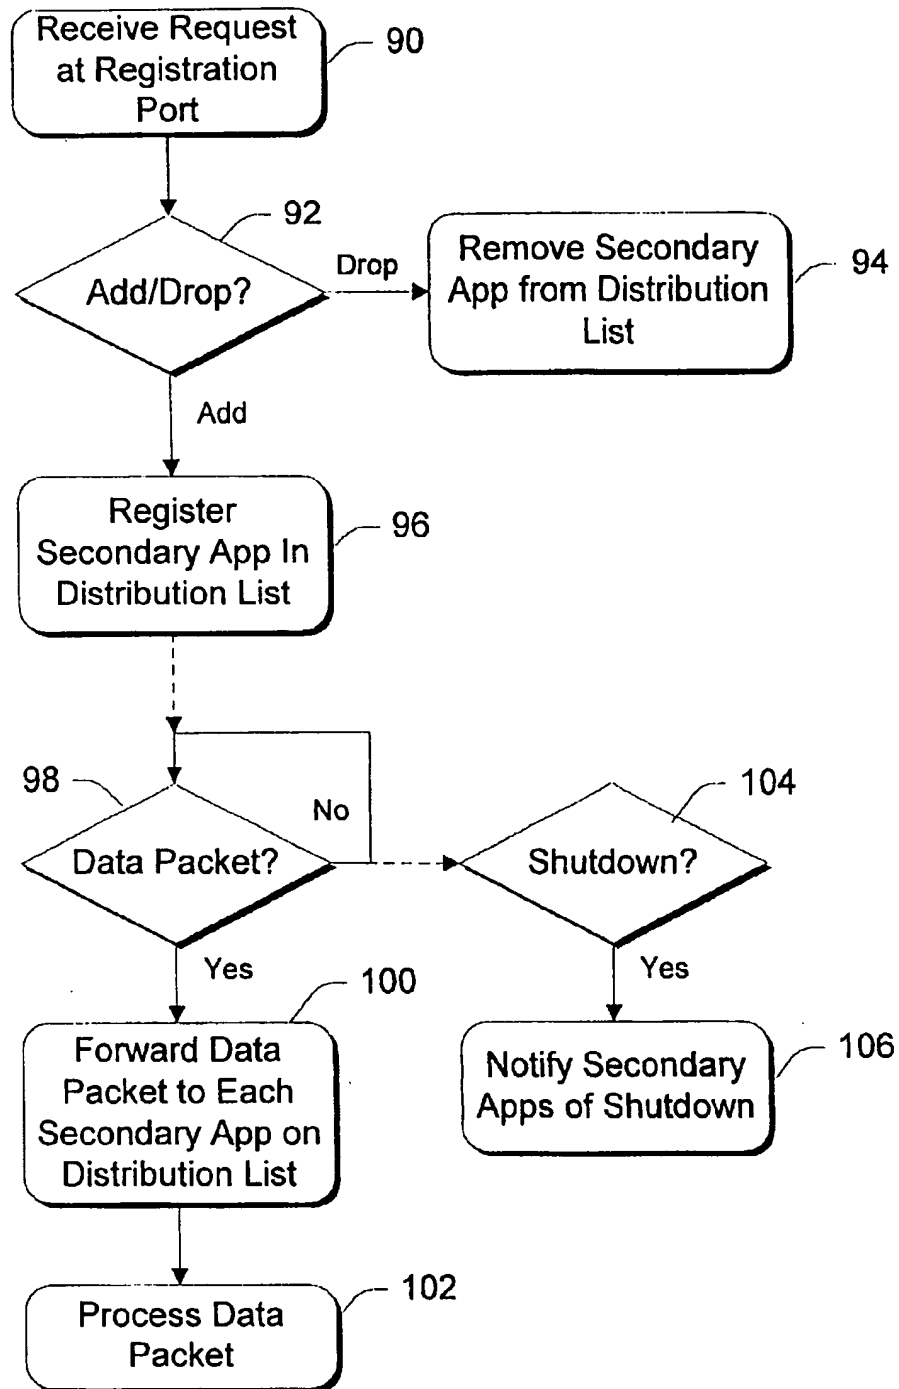 Receive Request
at Registration
Port
90
92
Add/Drop?
Drop
Remove Secondary
App from Distribution
List
94
Add
Register
Secondary App In
Distribution List
96
98
Data Packet?
No
104
Shutdown?
Yes
100
Yes
Forward Data
Packet to Each
Secondary App on
Distribution List
Notify Secondary
Apps of Shutdown
106
Process Data
Packet
102